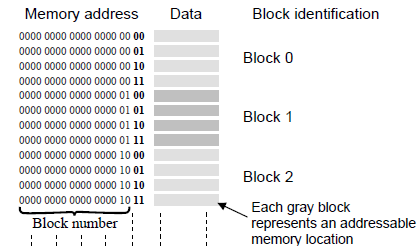 Memory address Data Block identification
0000 0000 0000 0000 00 00
0000 0000 0000 0000 00 01
0000 0000 0000 0000 00 10
0000 0000 0000 0000 00 11
0000 0000 0000 0000 01 00
0000 0000 0000 0000 01 01
0000 0000 0000 0000 01 10
0000 0000 0000 0000 01 11
0000 0000 0000 0000 10 00
0000 0000 0000 0000 10 01
0000 0000 0000 0000 10 10
0000 0000 0000 0000 10 11
Block 0
Block 1
Block 2
Block number
Each gray block
represents an addressable
memory location